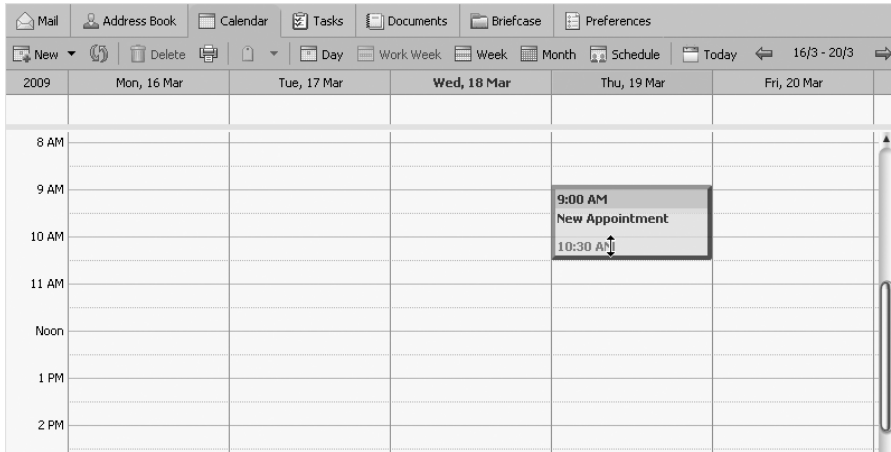 Mail Address Book Calendar Tasks Documents Briefcase Preferences
New Delete Day Work Week Week Month Schedule Today 16/3 - 20/3
2009 Mon, 16 Mar Tue, 17 Mar Wed, 18 Mar Thu, 19 Mar Fri, 20 Mar
8 AM
9 AM
9:00 AM
New Appointment
10 AM
10:30 AM
11 AM
Noon
1 PM
2 PM